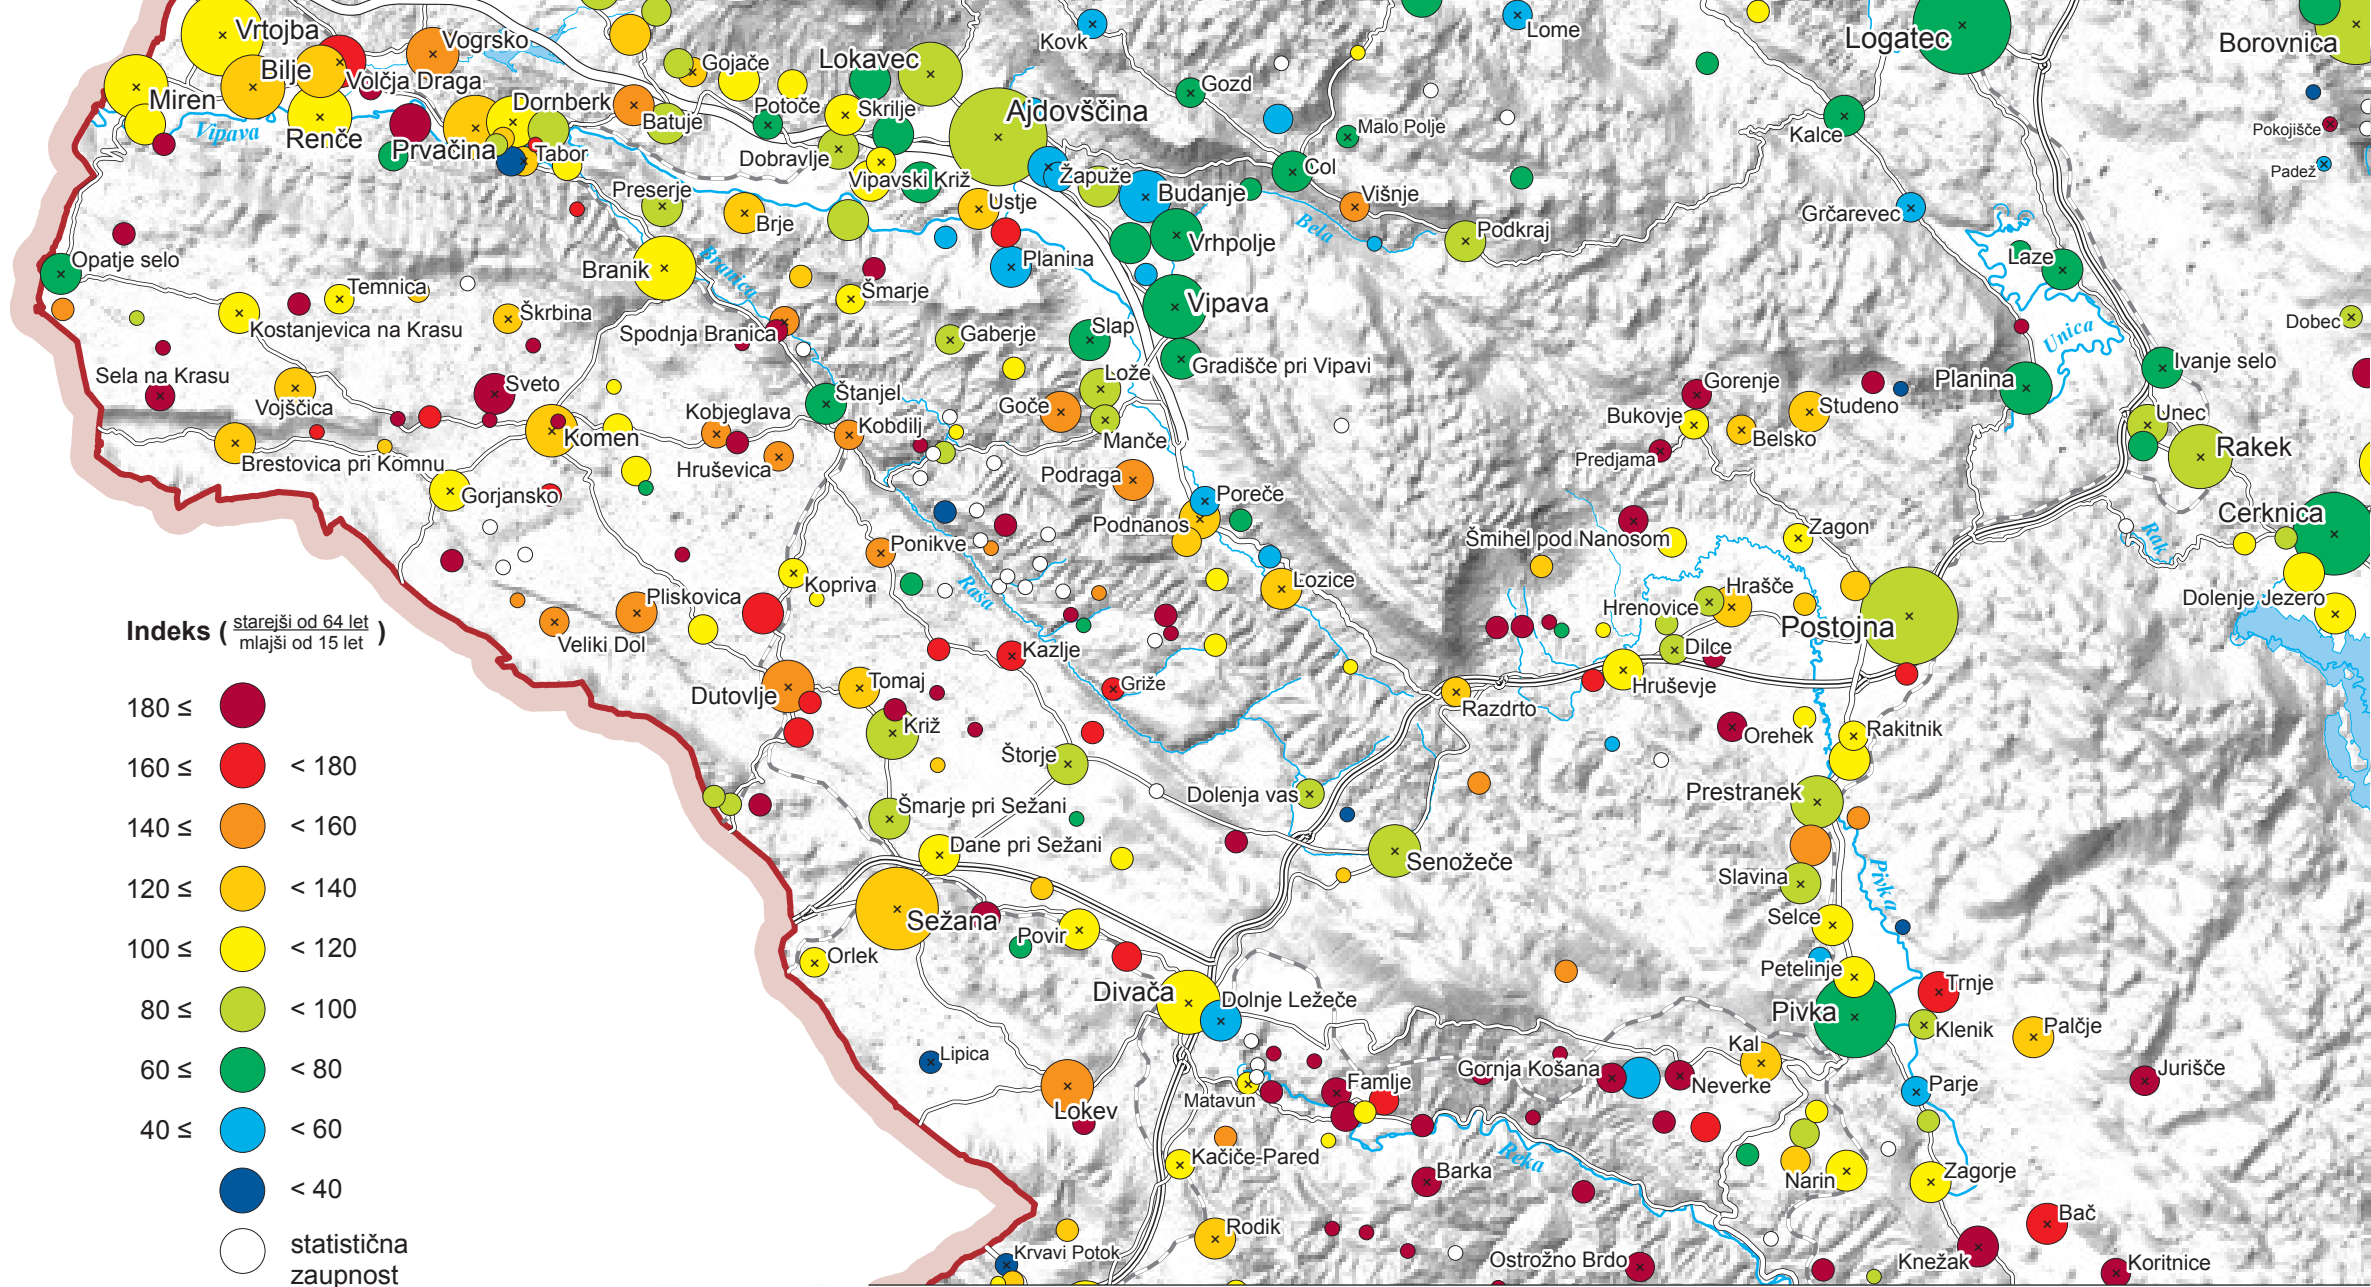 Vrtojba
Vogrsko
Bilje
Volčja Draga
Miren
Vipava
Renče
Prvačina
Dornberk
Tabor
Gojače
Batuje
Potoče
Lokavec
Skrilje
Dobravlje
Vipavski Križ
Ajdovščina
Kovk
Lome
Gozd
Malo Polje
Col
Višnje
Podkraj
Bela
Logatec
Borovnica
Kalce
Pokojišče
Padež
Grčarevec
Laze
Unica
Dobec
Žapuže
Budanje
Ustje
Vrhpolje
Planina
Vipava
Preserje
Brje
Branik
Branica
Šmarje
Opatje selo
Temnica
Kostanjevica na Krasu
Škrbina
Spodnja Branica
Gaberje
Slap
Gradišče pri Vipavi
Lože
Goče
Manče
Sela na Krasu
Vojščica
Sveto
Štanjel
Kobjeglava
Kobdilj
Komen
Hruševica
Brestovica pri Komnu
Gorjansko
Podraga
Poreče
Podnanos
Ponikve
Raša
Lozice
Kopriva
Pliskovica
Veliki Dol
Gorenje
Bukovje
Studeno
Belsko
Predjama
Planina
Ivanje selo
Unec
Rakek
Rak
Cerknica
Dolenje Jezero
Šmihel pod Nanosom
Zagon
Hrašče
Hrenovice
Dilce
Postojna
Hruševje
Razdrto
Orehek
Rakitnik
Prestranek
Pivka
Slavina
Selce
Petelinje
Pivka
Trnje
Klenik
Palčje
Jurišče
Parje
Zagorje
Bač
Knežak
Koritnice
Kal
Neverke
Gornja Košana
Narin
Ostrožno Brdo
Reka
Barka
Famlje
Matavun
Kačiče-Pared
Rodik
Krvavi Potok
Lokev
Lipica
Divača
Dolnje Ležeče
Povir
Orlek
Sežana
Dane pri Sežani
Šmarje pri Sežani
Senožeče
Dolenja vas
Štorje
Križ
Tomaj
Dutovlje
Kazlje
Griže
Indeks ( starejši od 64 let
mlajši od 15 let )
180 ≤
160 ≤ < 180
140 ≤ < 160
120 ≤ < 140
100 ≤ < 120
80 ≤ < 100
60 ≤ < 80
40 ≤ < 60
< 40
statistična
zaupnost